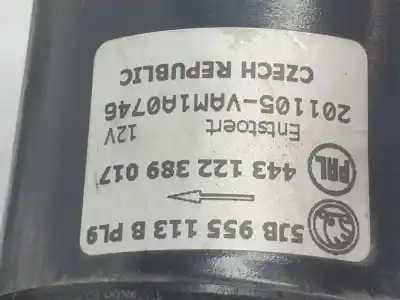 5JB 955 113 B PL9
PAL 443 122 389 017
Entstoert 12V
201105-VAM1A0746
CZECH REPUBLIC